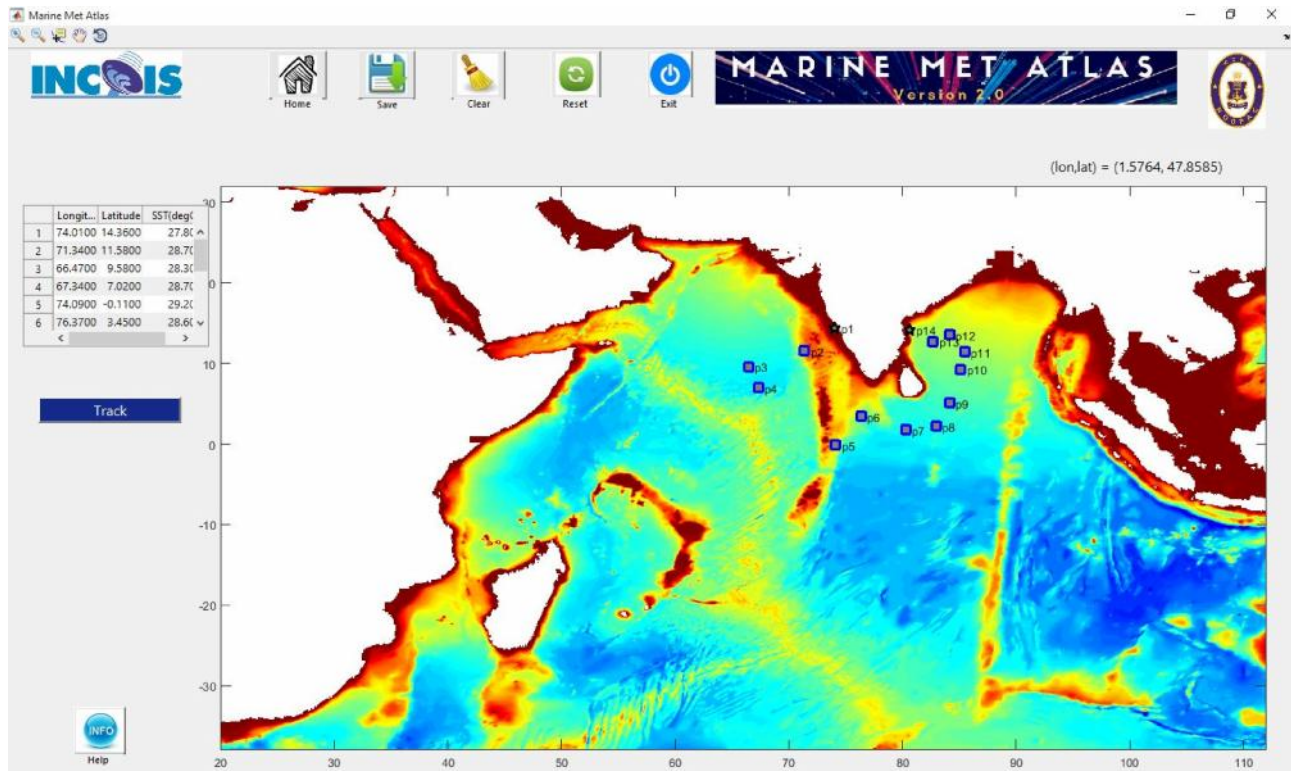 Marine Met Atlas
INCOIS
Home
Save
Clear
Reset
Exit
MARINE MET ATLAS
Version 2.0
(lon,lat) = (1.5764, 47.8585)
Longit... Latitude SST(deg(
1 74.0100 14.3600 27.8(
2 71.3400 11.5800 28.7(
3 66.4700 9.5800 28.3(
4 67.3400 7.0200 28.7(
5 74.0900 -0.1100 29.2(
6 76.3700 3.4500 28.6(
Track
30
0
10
0
-10
-20
-30
p1
p14
p12
p13
p11
p2
p10
p3
p4
p9
p6
p7
p8
p5
20 30 40 50 60 70 80 90 100 110
INFO
Help